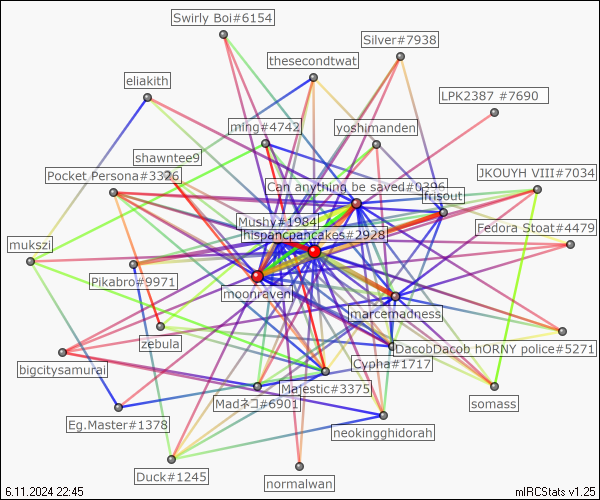 Swirly Boi#6154
Silver#7938
thesecondtwat
eliakith
LPK2387 #7690
ming#4742
yoshimanden
shawntee9
Pocket Persona#3326
JKOUYH VIII#7034
Can anything be saved#0396
frisout
Mushy#1984
Fedora Stoat#4479
hispancpancakes#2928
mukszi
Pikabro#9971
moonraven
marcemadness
zebula
DacobDacob hORNY police#5271
bigcitysamurai
Cypha#1717
Majestic#3375
Madネコ#6901
somass
Eg.Master#1378
neokingghidorah
Duck#1245
normalwan
6.11.2024 22:45
mIRCStats v1.25